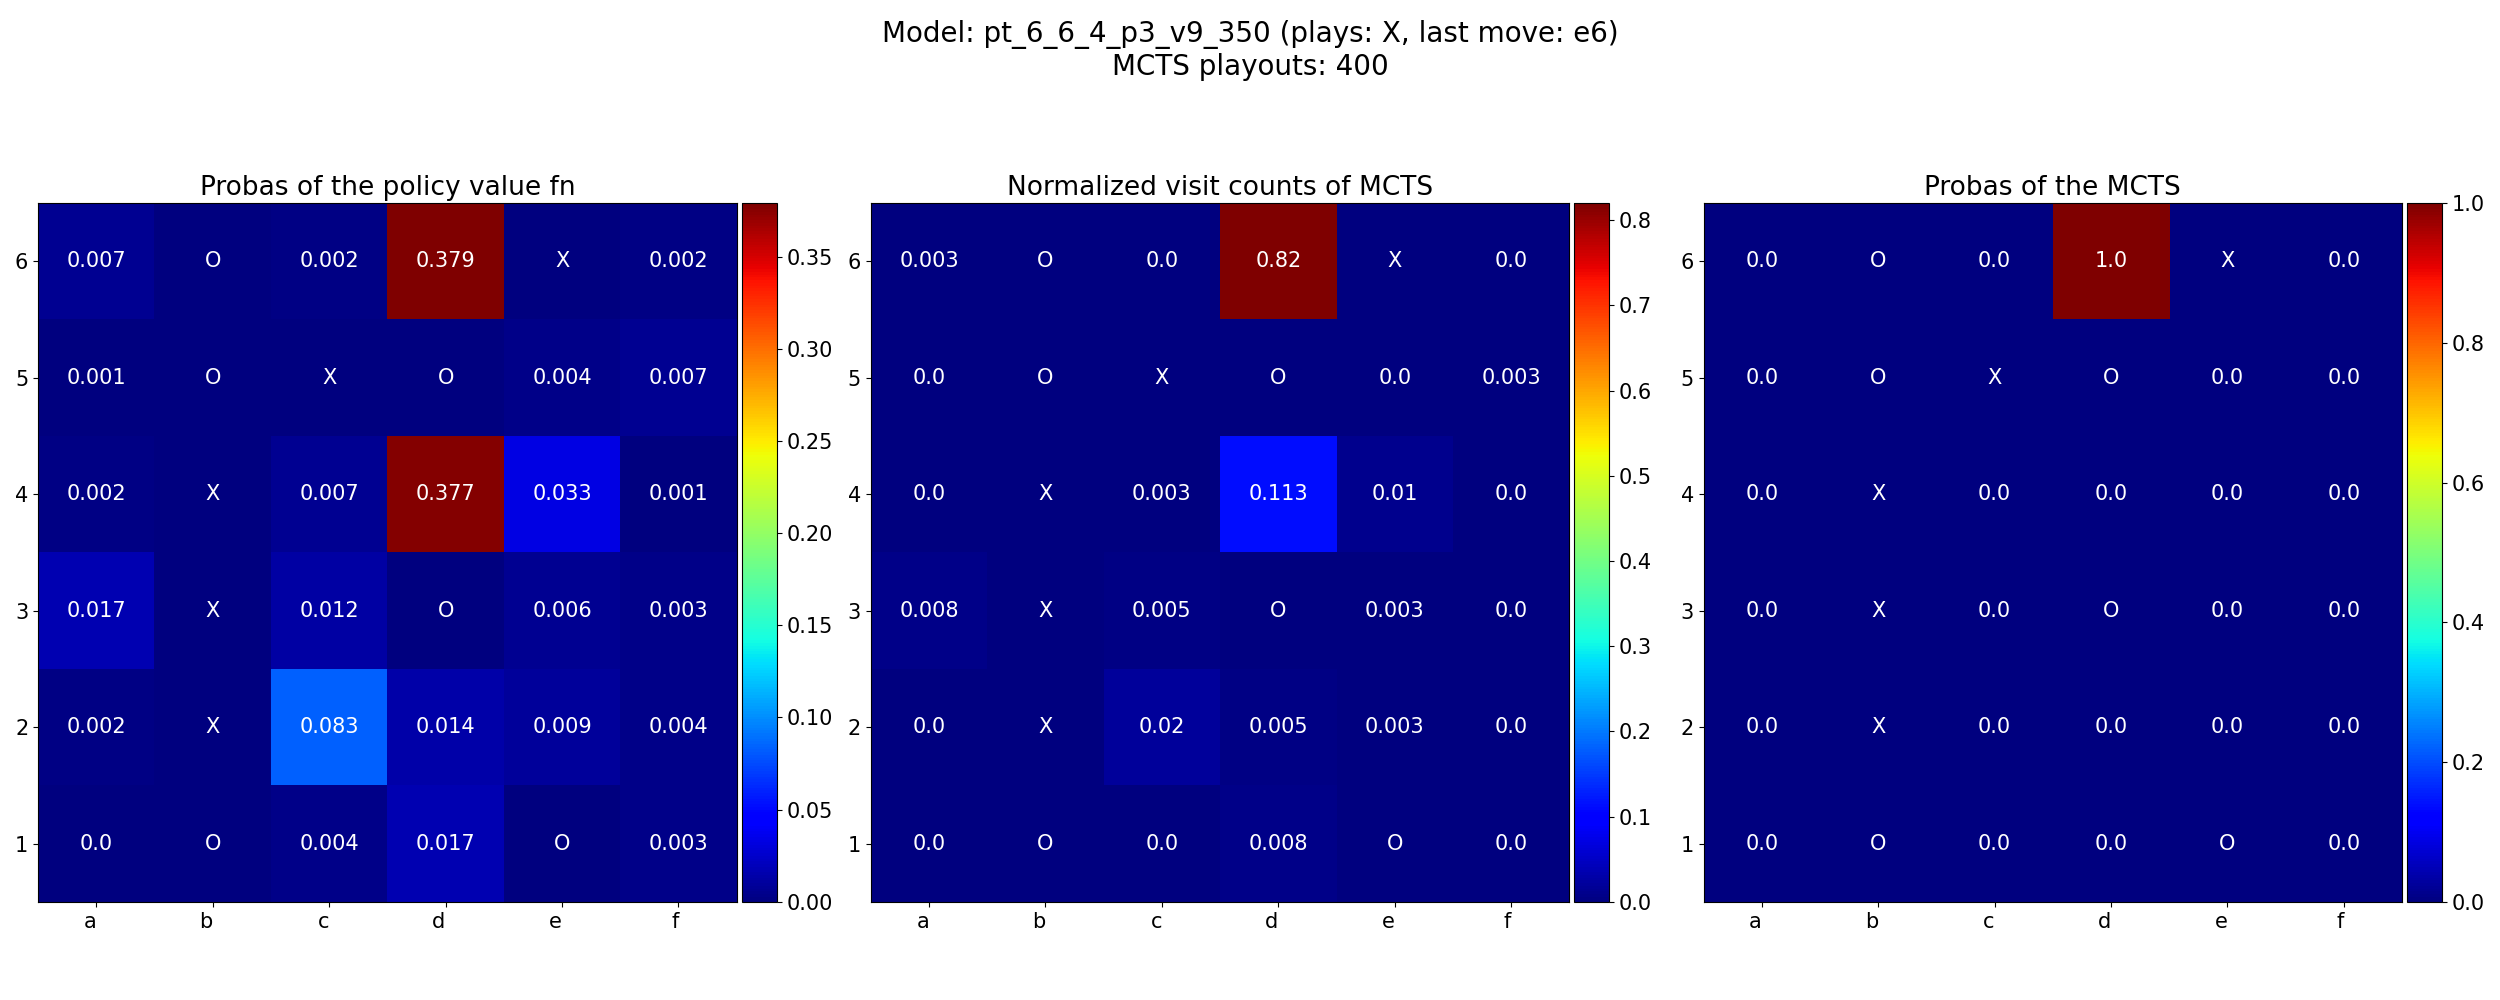 Model: pt_6_6_4_p3_v9_350 (plays: X, last move: e6)
MCTS playouts: 400
Probas of the policy value fn
6 0.007 O 0.002 0.379 X 0.002
5 0.001 O X O 0.004 0.007
4 0.002 X 0.007 0.377 0.033 0.001
3 0.017 X 0.012 O 0.006 0.003
2 0.002 X 0.083 0.014 0.009 0.004
1 0.0 O 0.004 0.017 O 0.003
a b c d e f
0.35
0.30
0.25
0.20
0.15
0.10
0.05
0.00
Normalized visit counts of MCTS
6 0.003 O 0.0 0.82 X 0.0
5 0.0 O X O 0.0 0.003
4 0.0 X 0.003 0.113 0.01 0.0
3 0.008 X 0.005 O 0.003 0.0
2 0.0 X 0.02 0.005 0.003 0.0
1 0.0 O 0.0 0.008 O 0.0
a b c d e f
0.8
0.7
0.6
0.5
0.4
0.3
0.2
0.1
0.0
Probas of the MCTS
6 0.0 O 0.0 1.0 X 0.0
5 0.0 O X O 0.0 0.0
4 0.0 X 0.0 0.0 0.0 0.0
3 0.0 X 0.0 O 0.0 0.0
2 0.0 X 0.0 0.0 0.0 0.0
1 0.0 O 0.0 0.0 O 0.0
a b c d e f
1.0
0.8
0.6
0.4
0.2
0.0